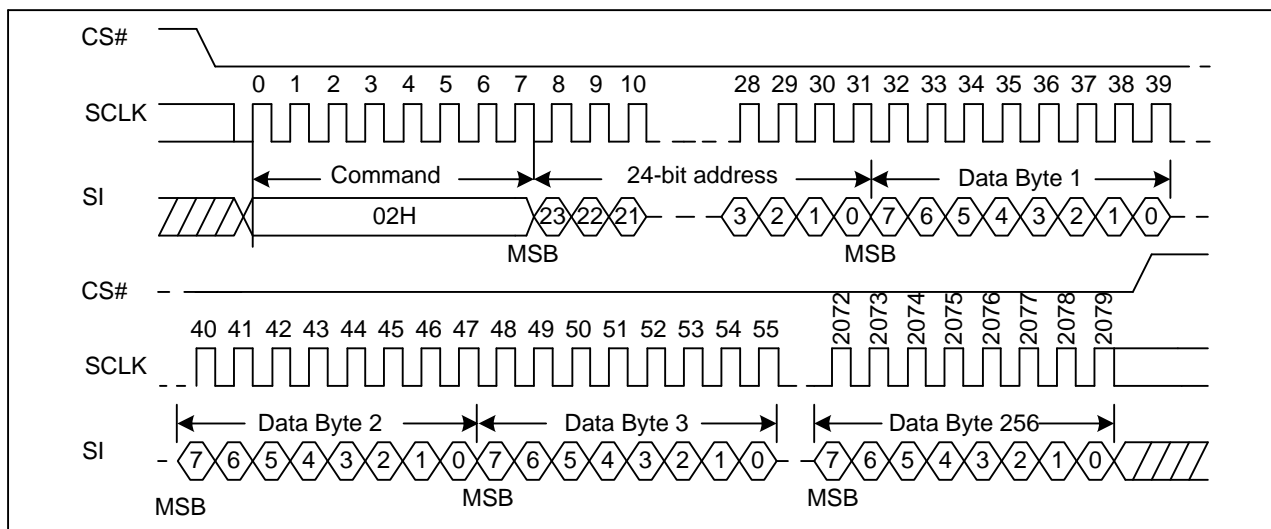 CS#
0 1 2 3 4 5 6 7 8 9 10 28 29 30 31 32 33 34 35 36 37 38 39
SCLK
Command 24-bit address Data Byte 1
SI
02H 23 22 21 3 2 1 0 7 6 5 4 3 2 1 0
MSB MSB
CS#
40 41 42 43 44 45 46 47 48 49 50 51 52 53 54 55 2072 2073 2074 2075 2076 2077 2078 2079
SCLK
Data Byte 2 Data Byte 3 Data Byte 256
SI
7 6 5 4 3 2 1 0 7 6 5 4 3 2 1 0 7 6 5 4 3 2 1 0
MSB MSB MSB